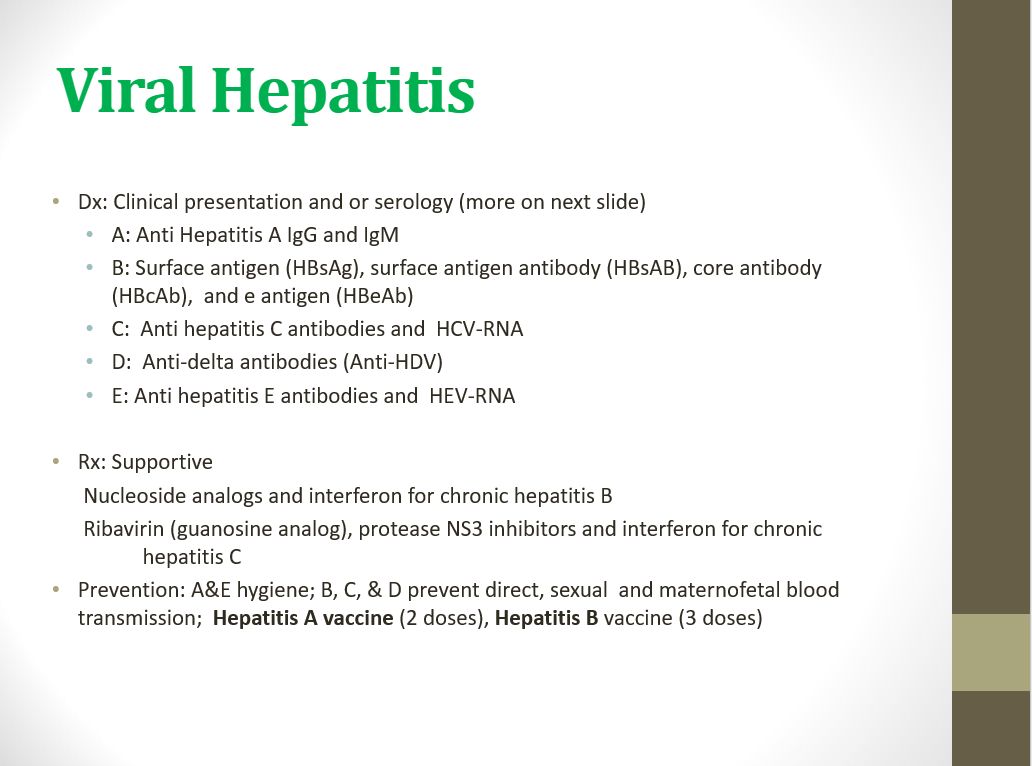 Viral Hepatitis
• Dx: Clinical presentation and or serology (more on next slide)
• A: Anti Hepatitis A IgG and IgM
• B: Surface antigen (HBsAg), surface antigen antibody (HBsAB), core antibody
(HBcAb), and e antigen (HBeAb)
• C: Anti hepatitis C antibodies and HCV-RNA
• D: Anti-delta antibodies (Anti-HDV)
• E: Anti hepatitis E antibodies and HEV-RNA
• Rx: Supportive
Nucleoside analogs and interferon for chronic hepatitis B
Ribavirin (guanosine analog), protease NS3 inhibitors and interferon for chronic
hepatitis C
• Prevention: A&E hygiene; B, C, & D prevent direct, sexual and maternofetal blood
transmission; Hepatitis A vaccine (2 doses), Hepatitis B vaccine (3 doses)